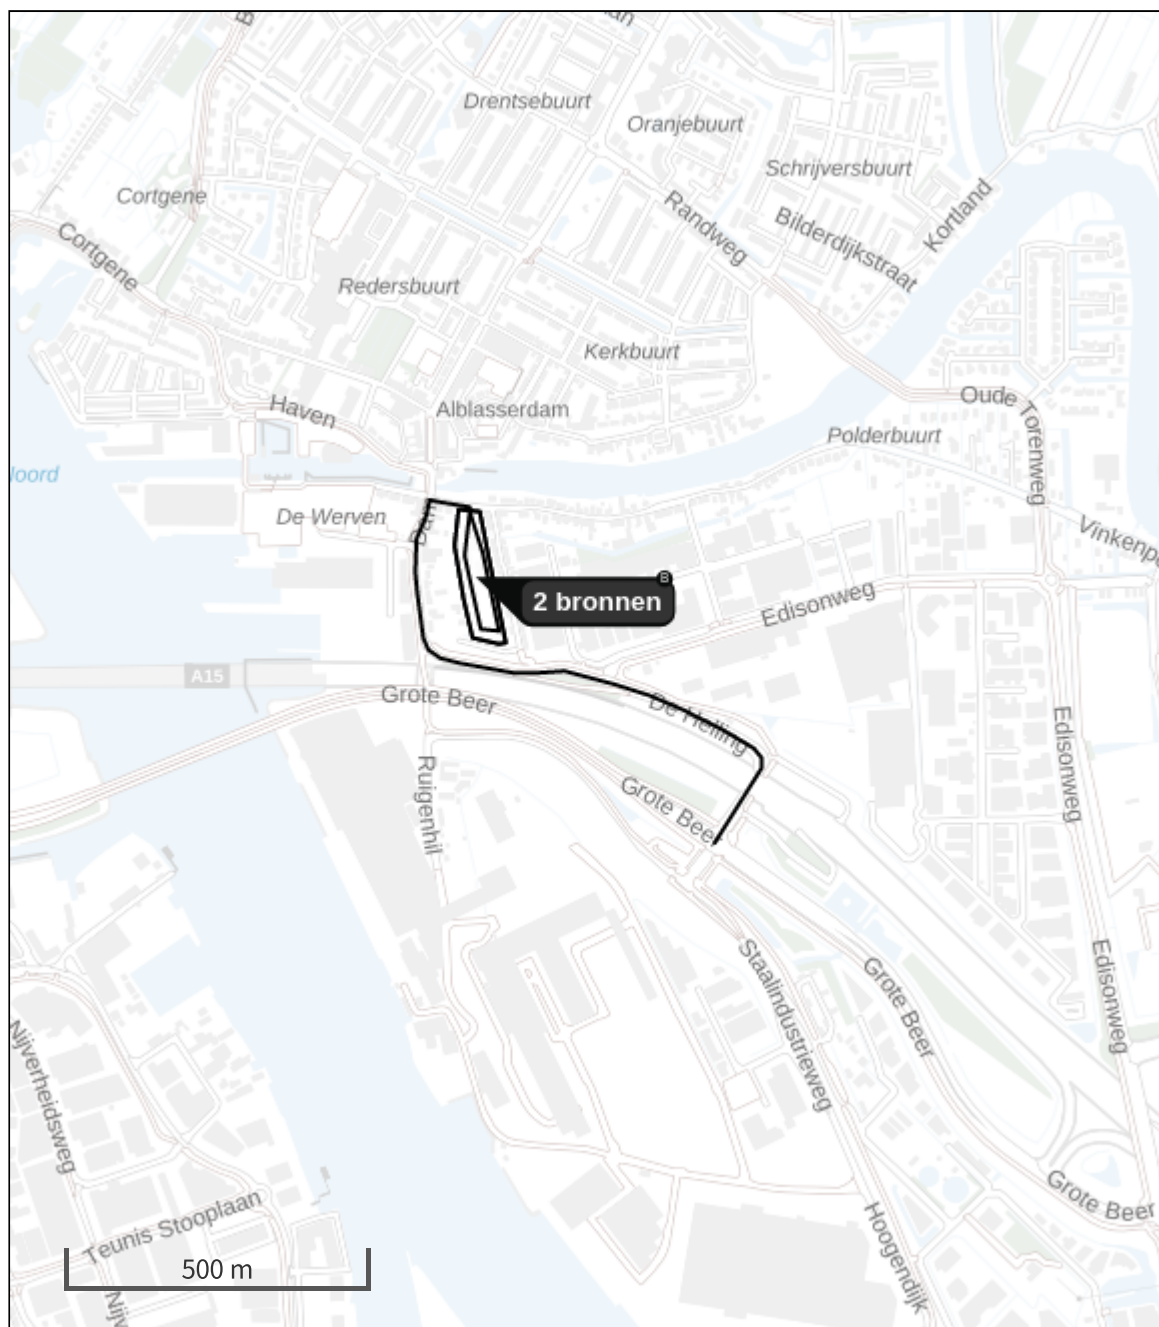 Drentsebuurt
Oranjebuurt
Schrijversbuurt
Cortgene
Kortland
Randweg
Bilderdijkstraat
Cortgene
Redersbuurt
Kerkbuurt
Haven
Alblasserdam
Oude Torenweg
Polderbuurt
De Werven
Dam
2 bronnen
B
Edisonweg
A15
Grote Beer
De Helling
Edisonweg
Ruigenhil
Grote Beer
Staalindustrieweg
Grote Beer
Edisonweg
Nijverheidsweg
Teunis Stooplaan
Grote Beer
Hoogendijk
500 m